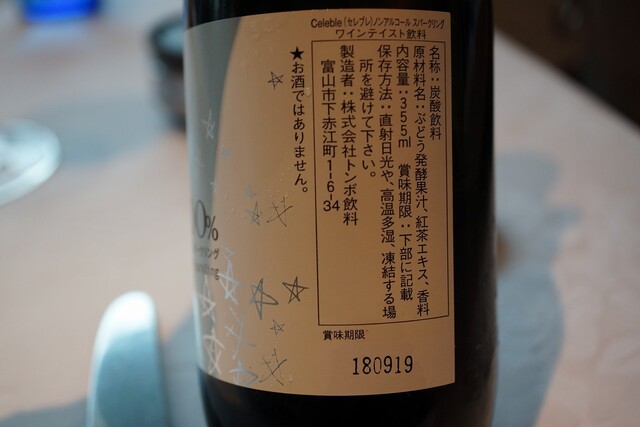 Celeble（セレブレ）ノンアルコール スパークリング
ワインテイスト飲料
名称：炭酸飲料
原材料名：ぶどう発酵果汁、紅茶エキス、香料
内容量：355ml　賞味期限：下部に記載
保存方法：直射日光や、高温多湿、凍結する場
所を避けて下さい。
製造者：株式会社トンボ飲料
富山市下赤江町1-6-34
★お酒ではありません。
0%
賞味期限
180919